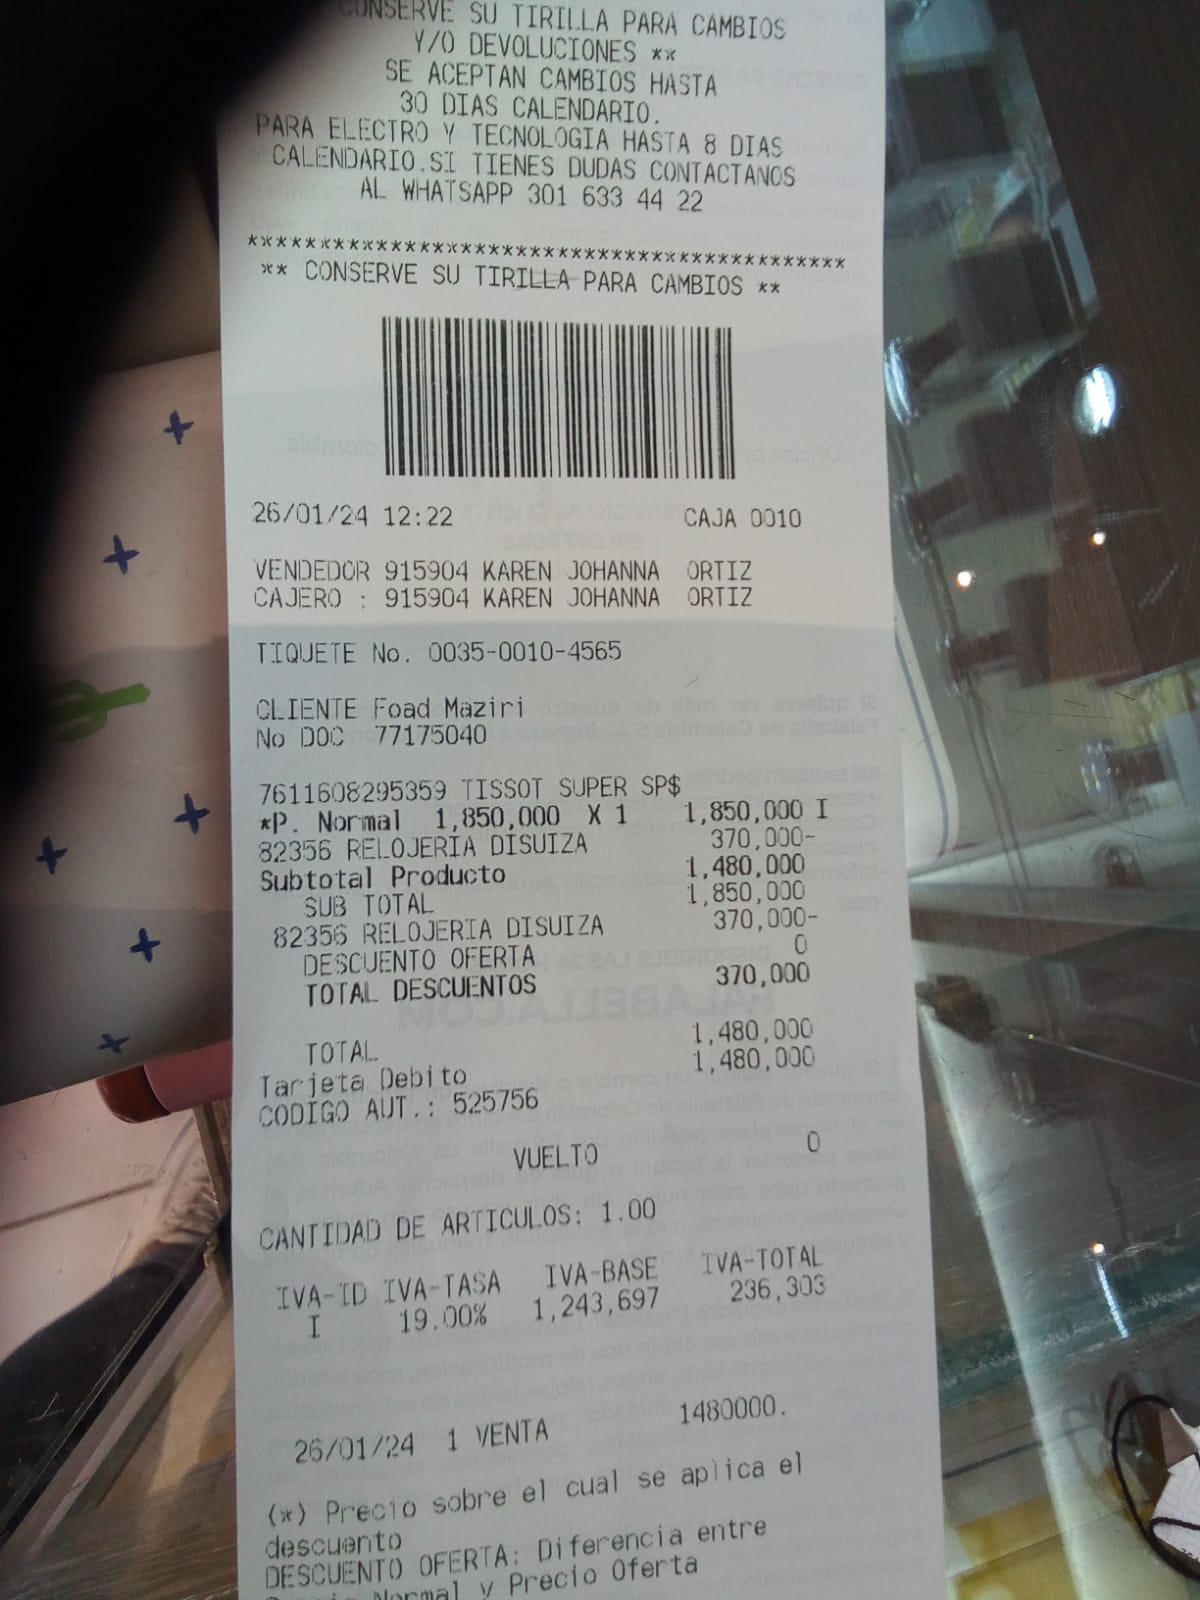 CONSERVE SU TIRILLA PARA CAMBIOS
Y/O DEVOLUCIONES **
SE ACEPTAN CAMBIOS HASTA
30 DIAS CALENDARIO.
PARA ELECTRO Y TECNOLOGIA HASTA 8 DIAS
CALENDARIO.SI TIENES DUDAS CONTACTANOS
AL WHATSAPP 301 633 44 22
*****************************************
** CONSERVE SU TIRILLA PARA CAMBIOS **
26/01/24 12:22 CAJA 0010
VENDEDOR 915904 KAREN JOHANNA ORTIZ
CAJERO : 915904 KAREN JOHANNA ORTIZ
TIQUETE No. 0035-0010-4565
CLIENTE Foad Maziri
No DOC 77175040
7611608295359 TISSOT SUPER SP$
*P. Normal 1,850,000 X 1 1,850,000 I
82356 RELOJERIA DISUIZA 370,000-
Subtotal Producto 1,480,000
SUB TOTAL 1,850,000
82356 RELOJERIA DISUIZA 370,000-
DESCUENTO OFERTA 0
TOTAL DESCUENTOS 370,000
TOTAL 1,480,000
Tarjeta Debito 1,480,000
CODIGO AUT.: 525756
VUELTO 0
CANTIDAD DE ARTICULOS: 1.00
IVA-ID IVA-TASA IVA-BASE IVA-TOTAL
I 19.00% 1,243,697 236,303
26/01/24 1 VENTA 1480000.
(*) Precio sobre el cual se aplica el
descuento
DESCUENTO OFERTA: Diferencia entre
Normal y Precio Oferta